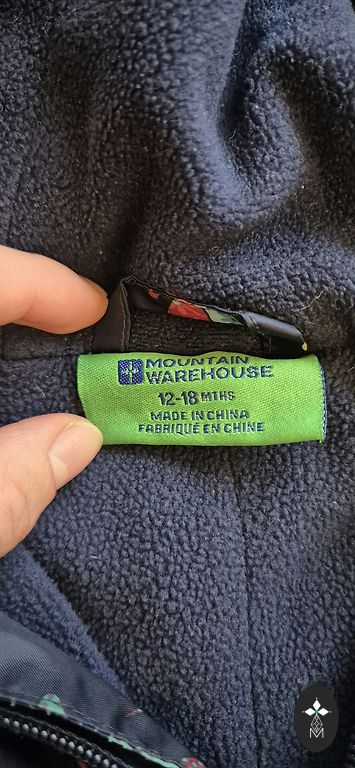 MOUNTAIN
WAREHOUSE
12-18 MTHS
MADE IN CHINA
FABRIQUÉ EN CHINE
M